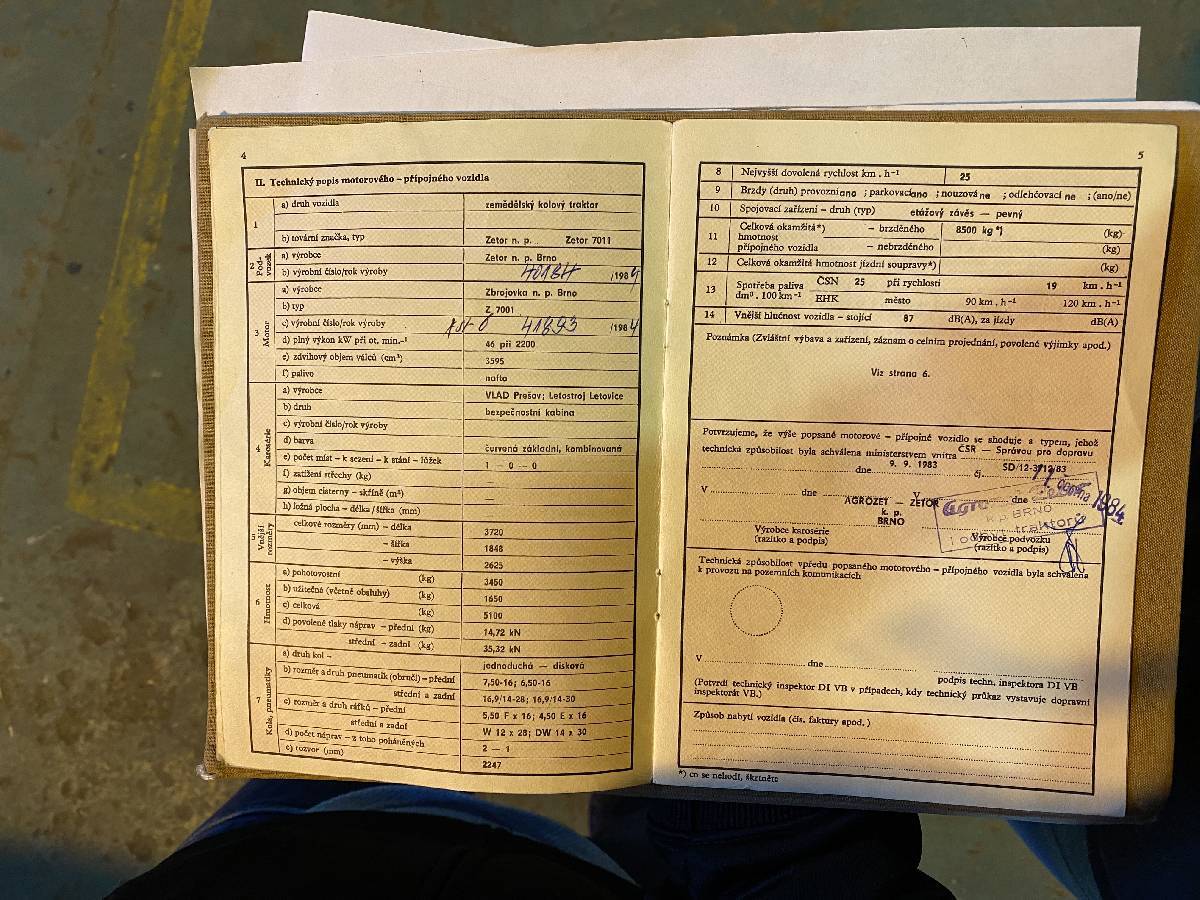 4
II. Technický popis motorového – přípojného vozidla
1 a) druh vozidla zemědělský kolový traktor
b) tovární značka, typ Zetor n. p. Zetor 7011
2 Podvozek a) výrobce Zetor n. p. Brno
b) výrobní číslo/rok výroby /1984
3 Motor a) výrobce Zbrojovka n. p. Brno
b) typ Z 7001
c) výrobní číslo/rok výroby /1984
d) plný výkon kW při ot. min.-¹ 46 při 2200
e) zdvihový objem válců (cm³) 3595
f) palivo nafta
4 Karosérie a) výrobce VLAD Prešov; Letostroj Letovice
b) druh bezpečnostní kabina
c) výrobní číslo/rok výroby
d) barva červená základní, kombinovaná
e) počet míst – k sezení – k stání – lůžek 1 – 0 – 0
f) zatížení střechy (kg) —
g) objem cisterny – skříně (m³) —
h) ložná plocha – délka/šířka (mm) —
5 Vnější rozměry celkové rozměry (mm) – délka 3720
– šířka 1848
– výška 2625
6 Hmotnost a) pohotovostní (kg) 3450
b) užitečná (včetně obsluhy) (kg) 1650
c) celková (kg) 5100
d) povolené tlaky náprav – přední (kg) 14,72 kN
střední – zadní (kg) 35,32 kN
7 Kola, pneumatiky a) druh kol – jednoduchá — disková
b) rozměr a druh pneumatik (obručí) – přední 7,50-16; 6,50-16
střední a zadní 16,9/14-28; 16,9/14-30
c) rozměr a druh ráfků – přední 5,50 F x 16; 4,50 E x 16
střední a zadní W 12 x 28; DW 14 x 30
d) počet náprav – z toho poháněných 2 — 1
e) rozvor (mm) 2247
5
8 Nejvyšší dovolená rychlost km . h-¹ 25
9 Brzdy (druh) provozní ano ; parkovací ano ; nouzová ne ; odlehčovací ne ; (ano/ne)
10 Spojovací zařízení – druh (typ) etážový závěs — pevný
11 Celková okamžitá*) – brzděného 8500 kg *) (kg)
hmotnost
přípojného vozidla – nebrzděného (kg)
12 Celková okamžitá hmotnost jízdní soupravy*) (kg)
13 Spotřeba paliva ČSN 25 při rychlosti 19 km . h-¹
dm³ . 100 km-¹ EHK město 90 km . h-¹ 120 km . h-¹
14 Vnější hlučnost vozidla – stojící 87 dB(A), za jízdy dB(A)
Poznámka (Zvláštní výbava a zařízení, záznam o celním projednání, povolené výjimky apod.)
Viz strana 6.
Potvrzujeme, že výše popsané motorové – přípojné vozidlo se shoduje s typem, jehož
technická způsobilost byla schválena ministerstvem vnitra ČSR — Správou pro dopravu
dne 9. 9. 1983 čj. SD/12-3712/83
V dne V dne 1984
AGROZET — ZETOR
k. p.
BRNO
k. p. BRNO
traktorů
Výrobce karosérie Výrobce podvozku
(razítko a podpis) (razítko a podpis)
Technická způsobilost vpředu popsaného motorového – přípojného vozidla byla schválena
k provozu na pozemních komunikacích
V dne
podpis techn. inspektora DI VB
(Potvrdí technický inspektor DI VB v případech, kdy technický průkaz vystavuje dopravní
inspektorát VB.)
Způsob nabytí vozidla (čís. faktury apod.)
*) co se nehodí, škrtněte